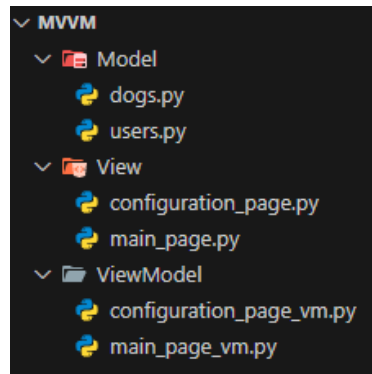 MVVM
Model
dogs.py
users.py
View
configuration_page.py
main_page.py
ViewModel
configuration_page_vm.py
main_page_vm.py